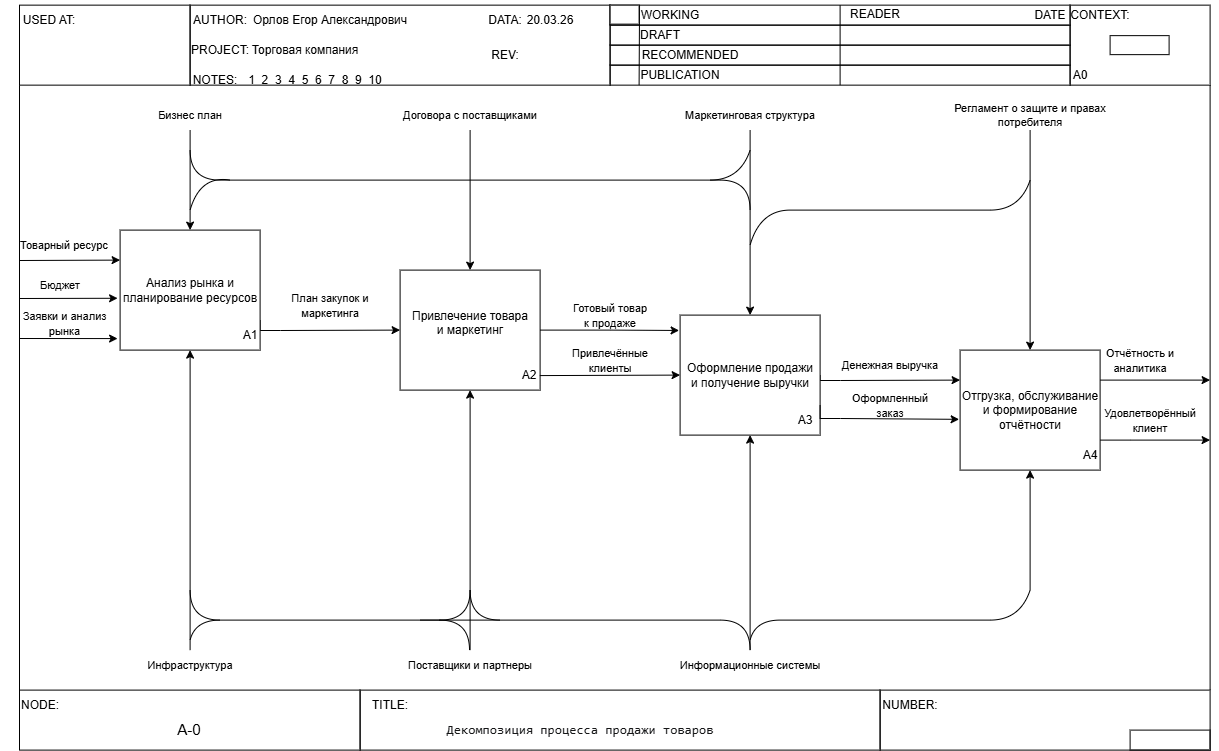 USED AT:
AUTHOR: Орлов Егор Александрович
DATA: 20.03.26
PROJECT: Торговая компания
REV:
NOTES: 1 2 3 4 5 6 7 8 9 10
WORKING
DRAFT
RECOMMENDED
PUBLICATION
READER
DATE
CONTEXT:
A0
Бизнес план
Договора с поставщиками
Маркетинговая структура
Регламент о защите и правах
потребителя
Товарный ресурс
Бюджет
Заявки и анализ
рынка
Анализ рынка и
планирование ресурсов
A1
План закупок и
маркетинга
Привлечение товара
и маркетинг
A2
Готовый товар
к продаже
Привлечённые
клиенты
Оформление продажи
и получение выручки
A3
Денежная выручка
Оформленный
заказ
Отгрузка, обслуживание
и формирование
отчётности
A4
Отчётность и
аналитика
Удовлетворённый
клиент
Инфраструктура
Поставщики и партнеры
Информационные системы
NODE:
A-0
TITLE:
Декомпозиция процесса продажи товаров
NUMBER: